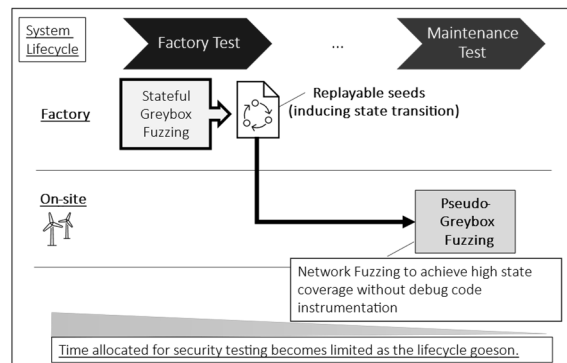 System
Lifecycle
Factory Test
...
Maintenance
Test
Factory
Stateful
Greybox
Fuzzing
Replayable seeds
(inducing state transition)
On-site
Pseudo-
Greybox
Fuzzing
Network Fuzzing to achieve high state
coverage without debug code
instrumentation
Time allocated for security testing becomes limited as the lifecycle goeson.